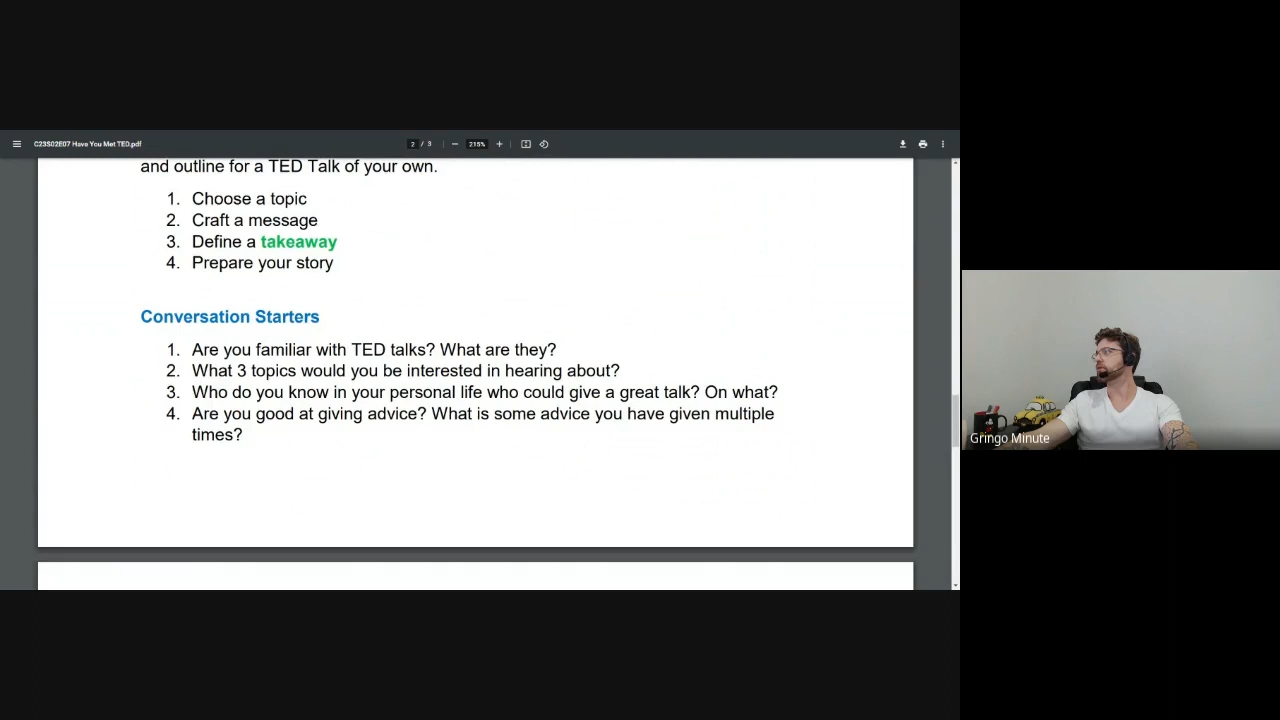 C23S02E07 Have You Met TED.pdf
2 / 3
215%
and outline for a TED Talk of your own.
1. Choose a topic
2. Craft a message
3. Define a takeaway
4. Prepare your story
Conversation Starters
1. Are you familiar with TED talks? What are they?
2. What 3 topics would you be interested in hearing about?
3. Who do you know in your personal life who could give a great talk? On what?
4. Are you good at giving advice? What is some advice you have given multiple
times?
Gringo Minute